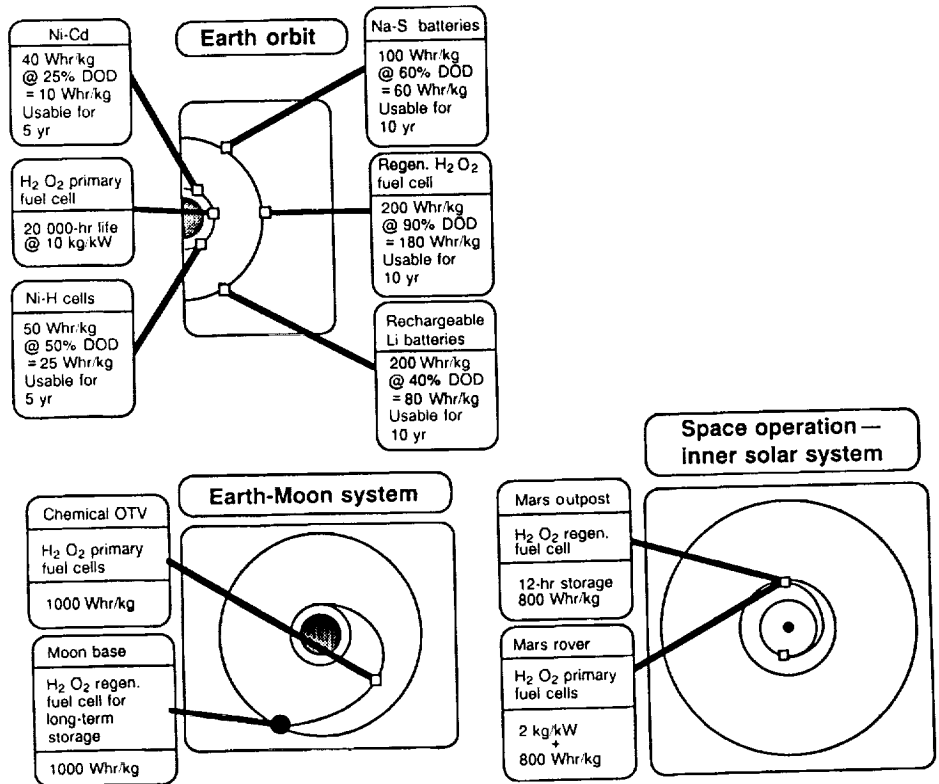 Earth orbit
Ni-Cd
40 Whr/kg
@ 25% DOD
= 10 Whr/kg
Usable for
5 yr
H₂ O₂ primary
fuel cell
20 000-hr life
@ 10 kg/kW
Ni-H cells
50 Whr/kg
@ 50% DOD
= 25 Whr/kg
Usable for
5 yr
Na-S batteries
100 Whr/kg
@ 60% DOD
= 60 Whr/kg
Usable for
10 yr
Regen. H₂ O₂
fuel cell
200 Whr/kg
@ 90% DOD
= 180 Whr/kg
Usable for
10 yr
Rechargeable
Li batteries
200 Whr/kg
@ 40% DOD
= 80 Whr/kg
Usable for
10 yr
Earth-Moon system
Chemical OTV
H₂ O₂ primary
fuel cells
1000 Whr/kg
Moon base
H₂ O₂ regen.
fuel cell for
long-term
storage
1000 Whr/kg
Space operation —
inner solar system
Mars outpost
H₂ O₂ regen.
fuel cell
12-hr storage
800 Whr/kg
Mars rover
H₂ O₂ primary
fuel cells
2 kg/kW
+
800 Whr/kg